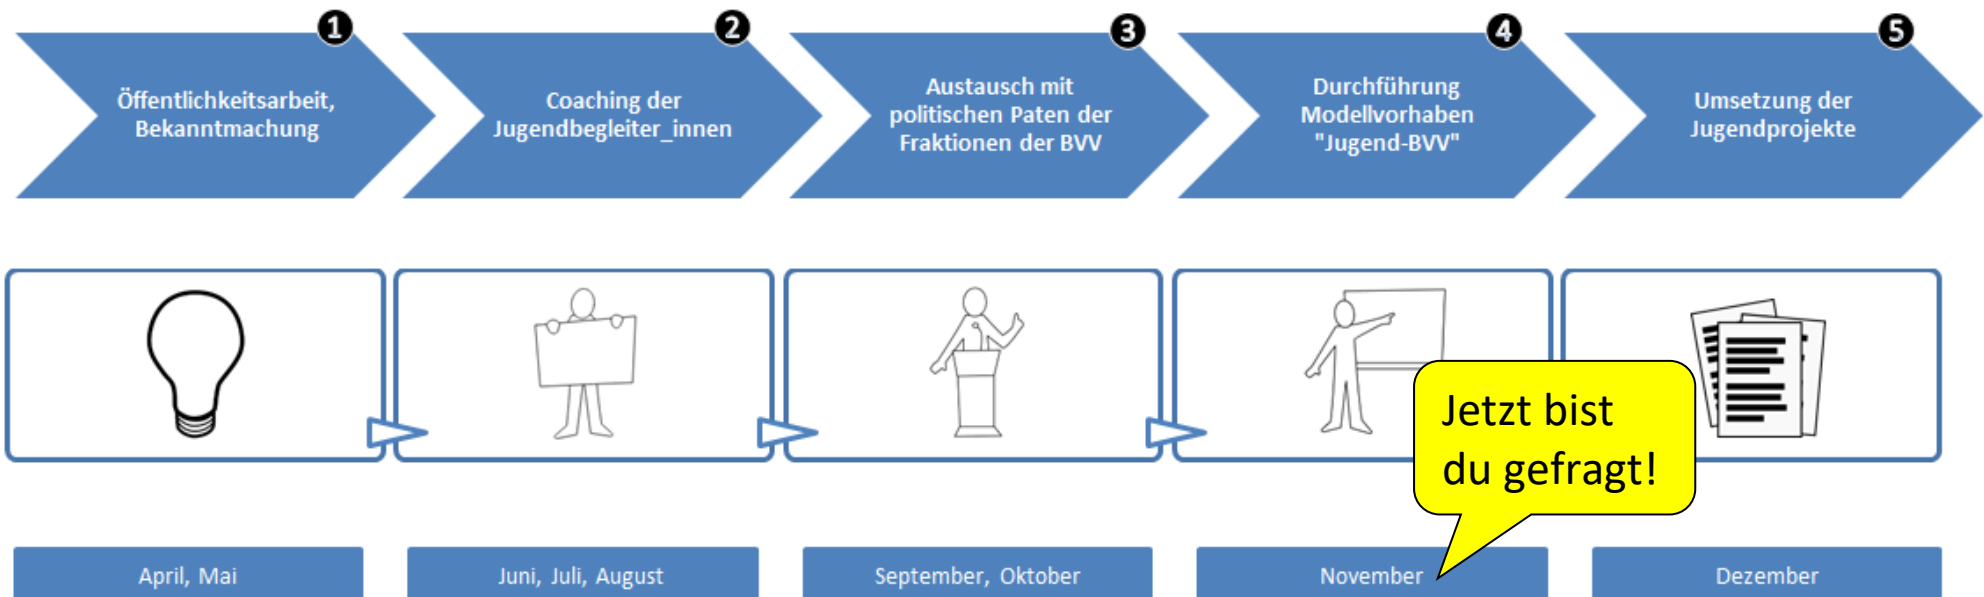 1
Öffentlichkeitsarbeit,
Bekanntmachung
2
Coaching der
Jugendbegleiter_innen
3
Austausch mit
politischen Paten der
Fraktionen der BVV
4
Durchführung
Modellvorhaben
"Jugend-BVV"
5
Umsetzung der
Jugendprojekte
Jetzt bist
du gefragt!
April, Mai
Juni, Juli, August
September, Oktober
November
Dezember